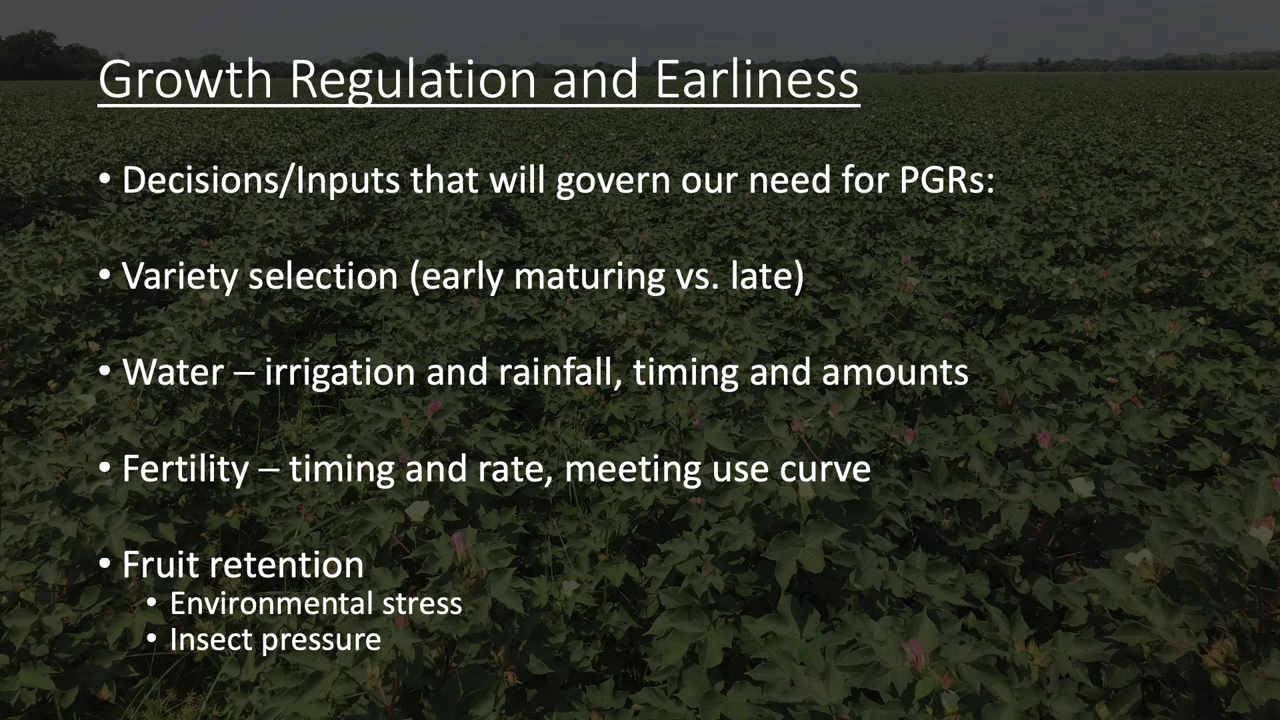 Growth Regulation and Earliness
• Decisions/Inputs that will govern our need for PGRs:
• Variety selection (early maturing vs. late)
• Water – irrigation and rainfall, timing and amounts
• Fertility – timing and rate, meeting use curve
• Fruit retention
• Environmental stress
• Insect pressure